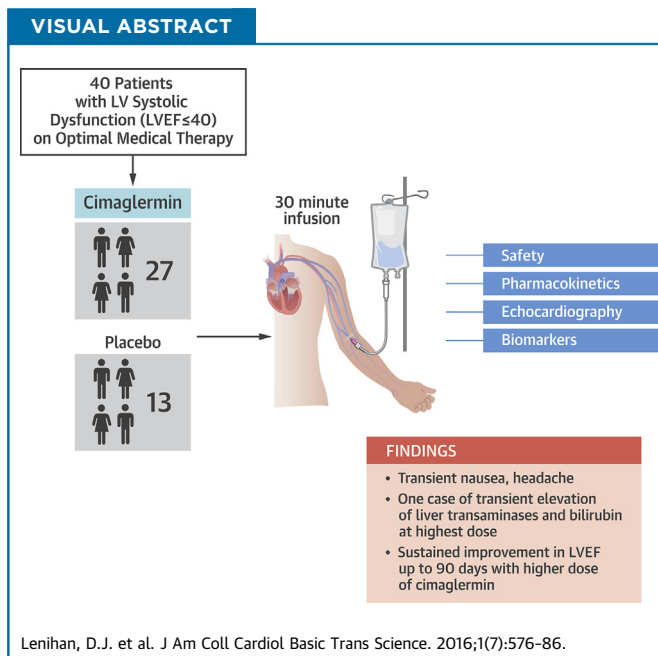 VISUAL ABSTRACT
40 Patients
with LV Systolic
Dysfunction (LVEF≤40)
on Optimal Medical Therapy
Cimaglermin
27
Placebo
13
30 minute
infusion
Safety
Pharmacokinetics
Echocardiography
Biomarkers
FINDINGS
• Transient nausea, headache
• One case of transient elevation
of liver transaminases and bilirubin
at highest dose
• Sustained improvement in LVEF
up to 90 days with higher dose
of cimaglermin
Lenihan, D.J. et al. J Am Coll Cardiol Basic Trans Science. 2016;1(7):576–86.